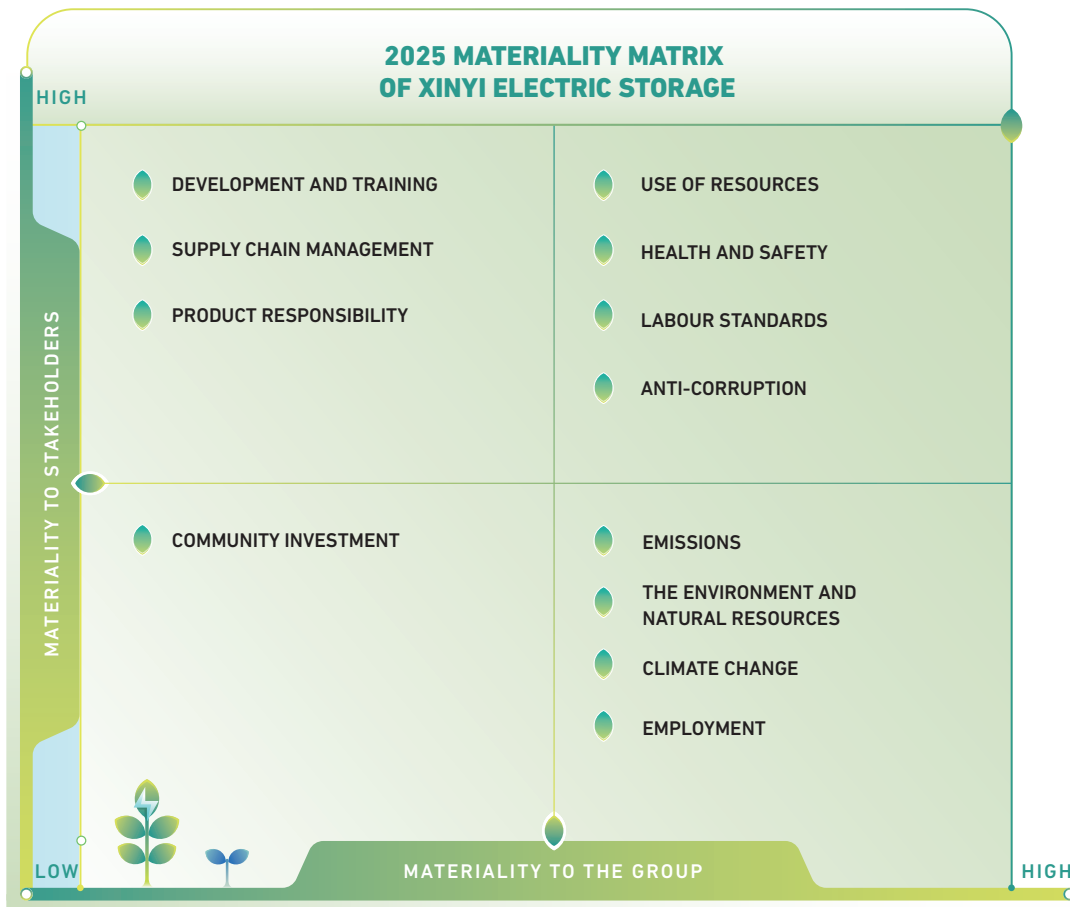 2025 MATERIALITY MATRIX
OF XINYI ELECTRIC STORAGE
HIGH
MATERIALITY TO STAKEHOLDERS
DEVELOPMENT AND TRAINING
SUPPLY CHAIN MANAGEMENT
PRODUCT RESPONSIBILITY
USE OF RESOURCES
HEALTH AND SAFETY
LABOUR STANDARDS
ANTI-CORRUPTION
COMMUNITY INVESTMENT
EMISSIONS
THE ENVIRONMENT AND
NATURAL RESOURCES
CLIMATE CHANGE
EMPLOYMENT
LOW
MATERIALITY TO THE GROUP
HIGH